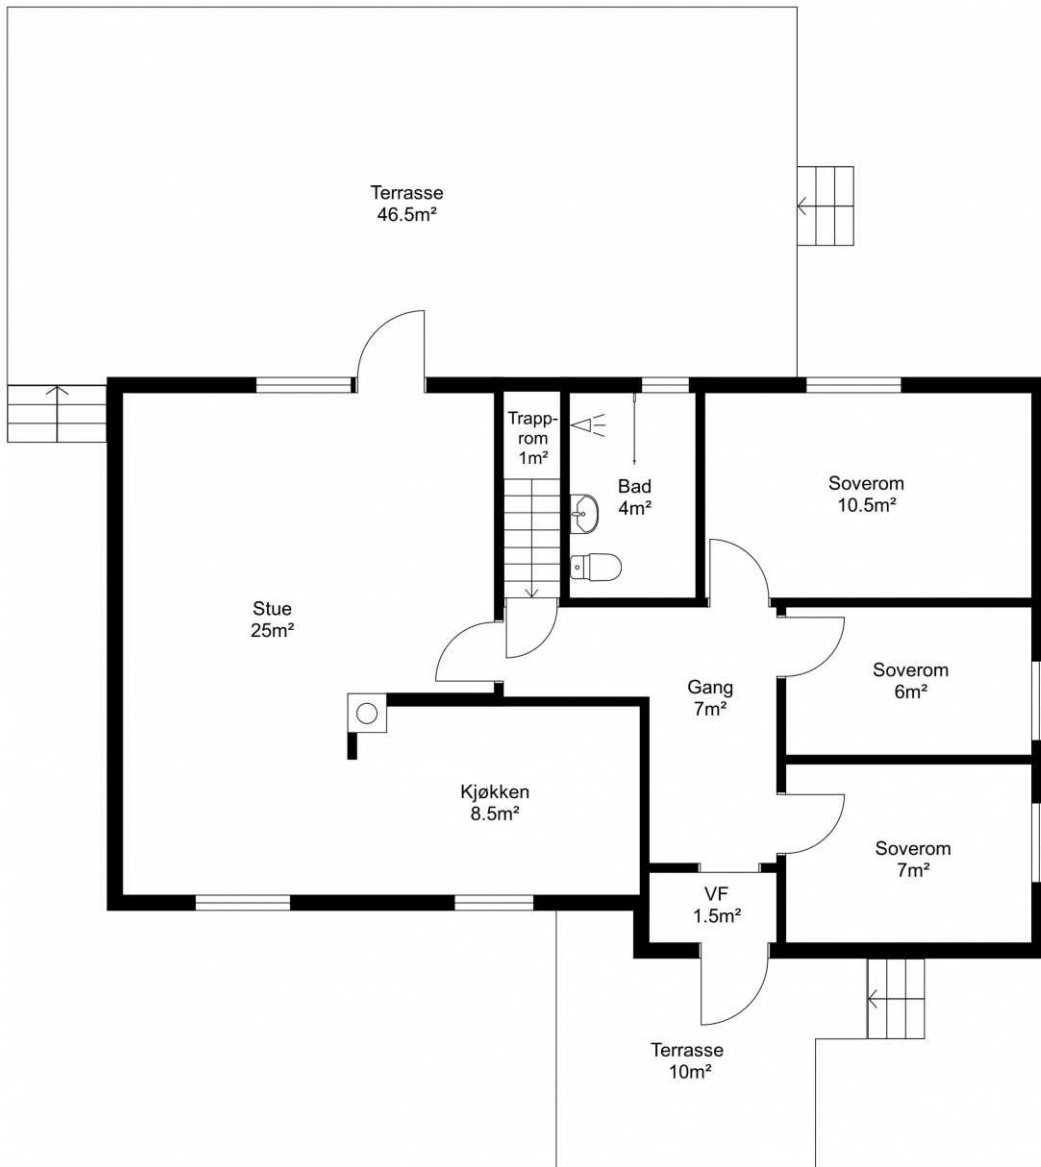 Terrasse
46.5m²
Trapp-
rom
1m²
Bad
4m²
Soverom
10.5m²
Stue
25m²
Gang
7m²
Soverom
6m²
Kjøkken
8.5m²
Soverom
7m²
VF
1.5m²
Terrasse
10m²